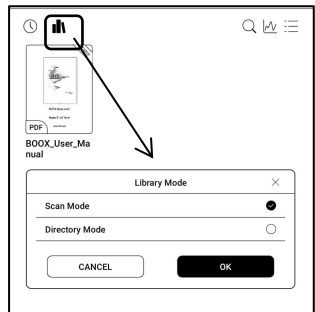 PDF
BOOX_User_Ma
nual
Library Mode
Scan Mode
Directory Mode
CANCEL
OK